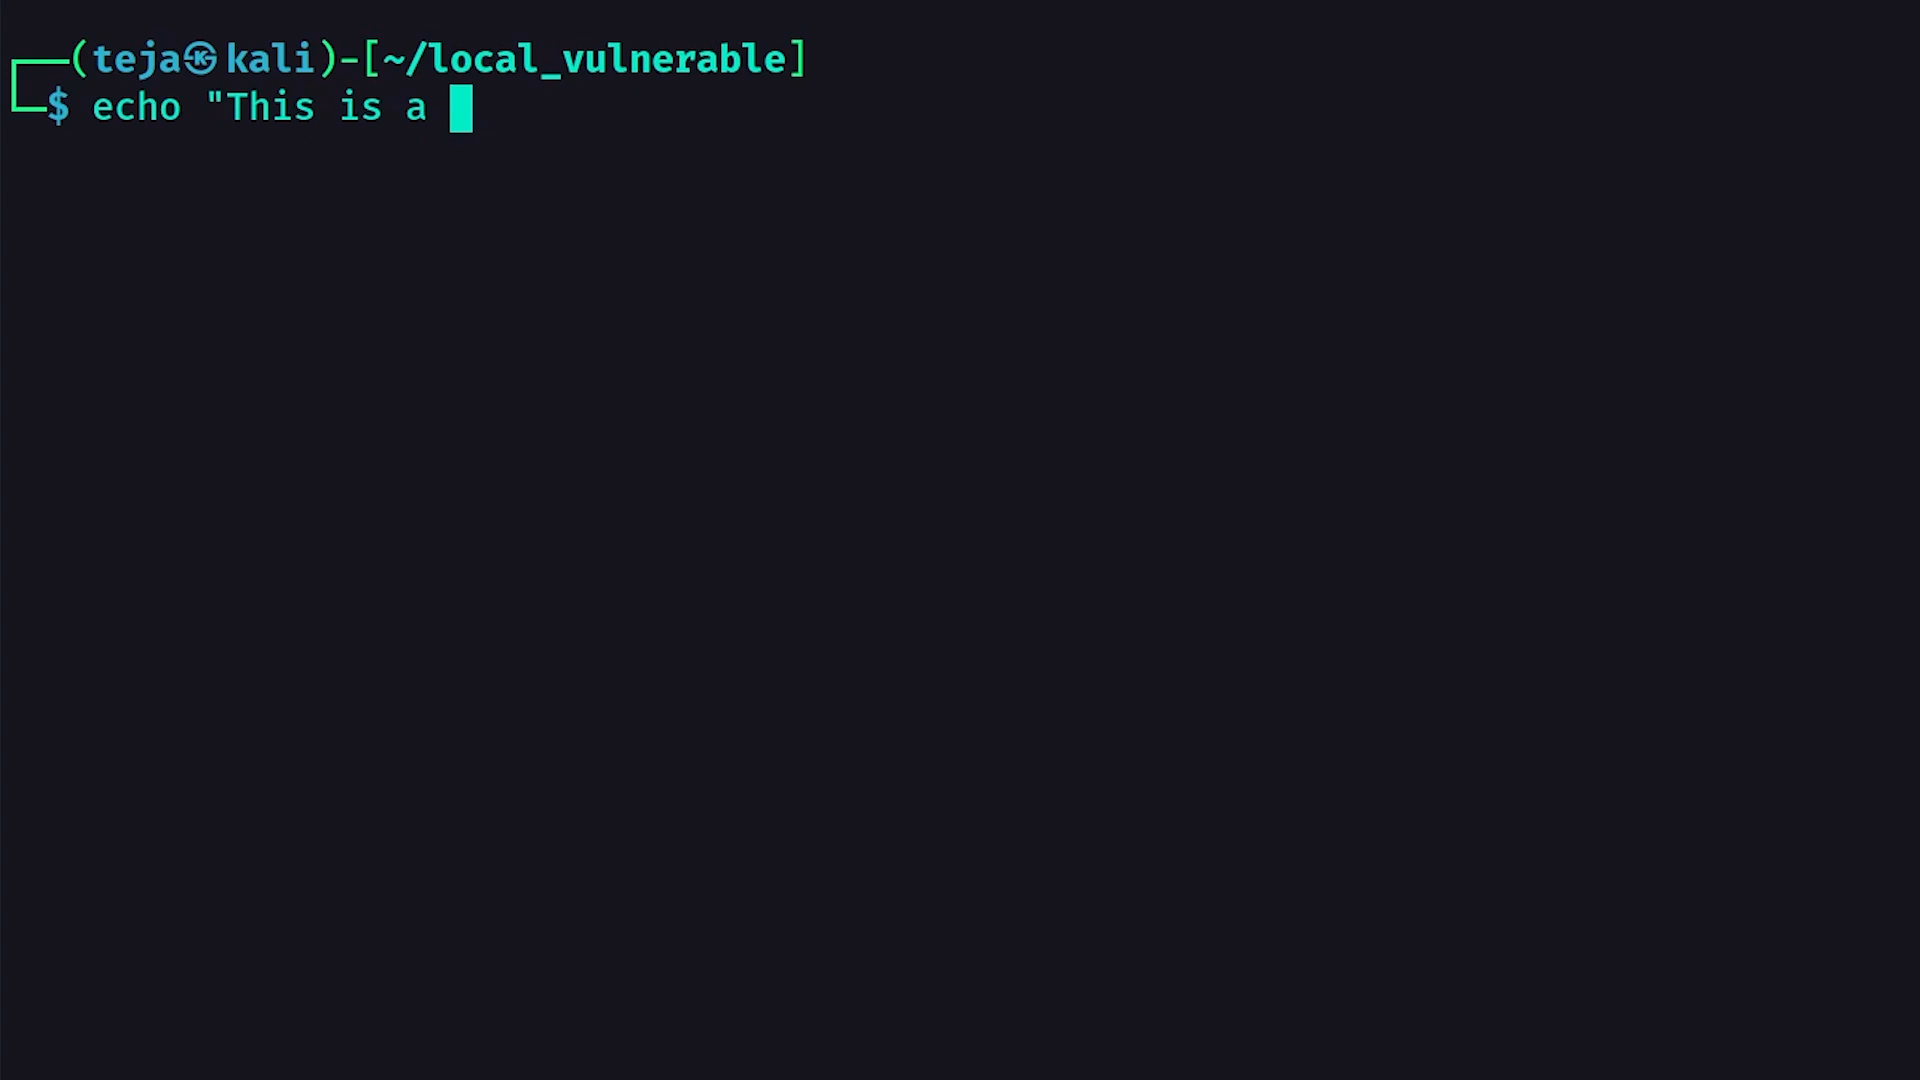 ┌──(teja㉿kali)-[~/local_vulnerable]
└─$ echo "This is a